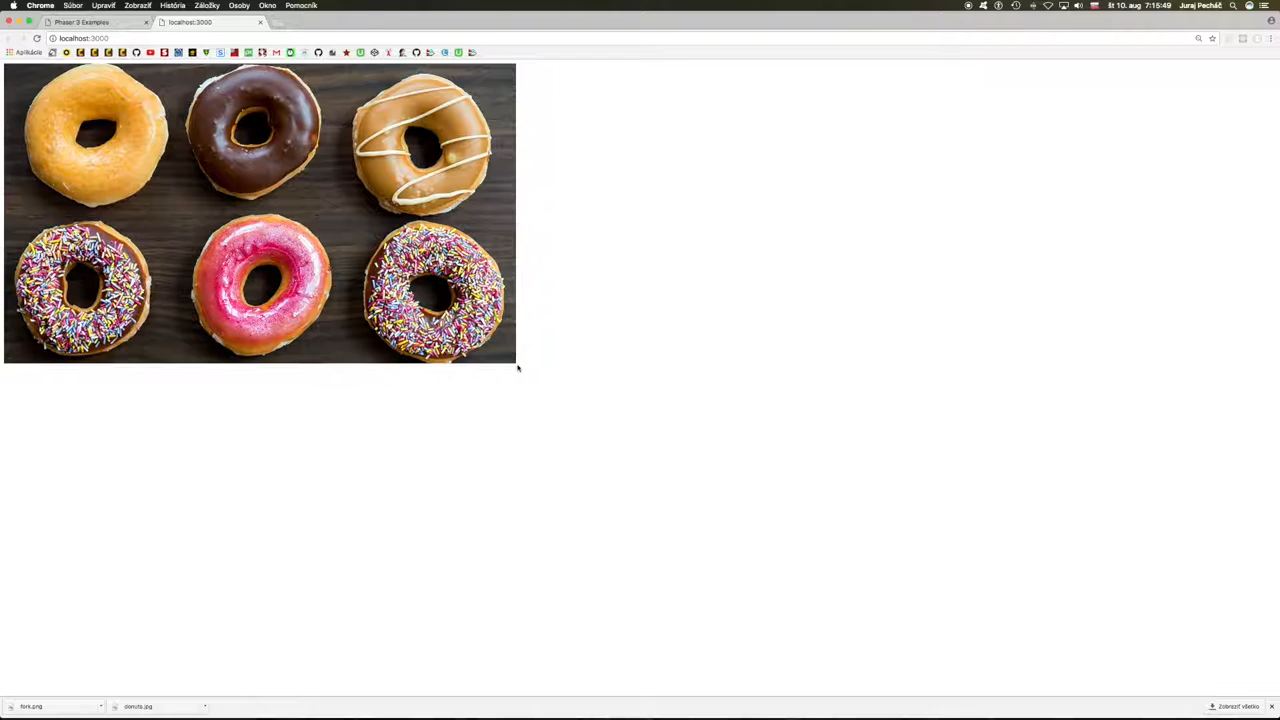 Chrome Súbor Upraviť Zobraziť História Záložky Osoby Okno Pomocník
št 10. aug 7:15:49 Juraj Pecháč
Phaser 3 Examples
localhost:3000
localhost:3000
Aplikácie
fork.png
donuts.jpg
Zobraziť všetko